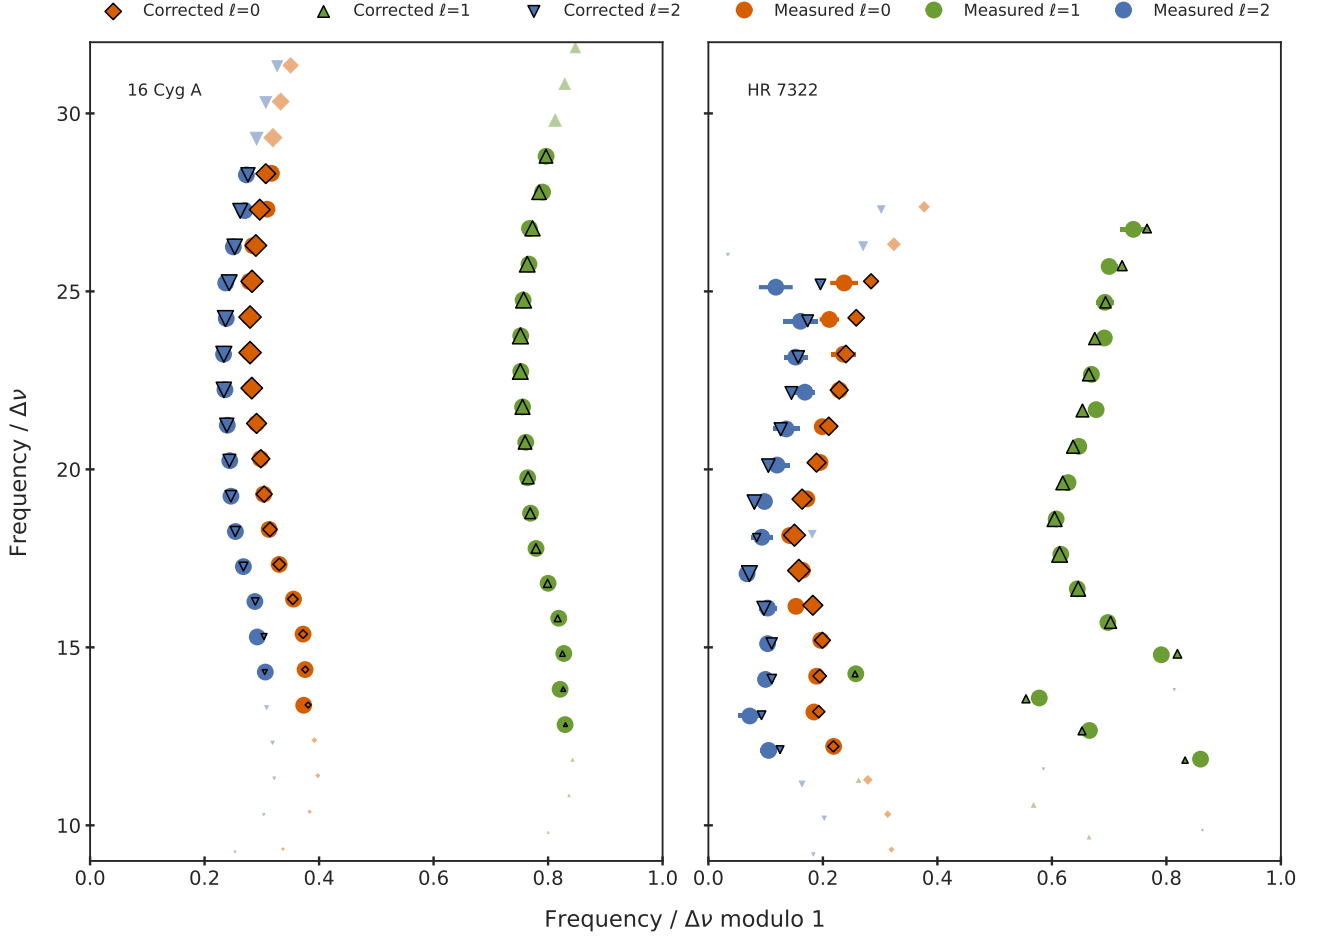 Corrected ℓ=0 Corrected ℓ=1 Corrected ℓ=2 Measured ℓ=0 Measured ℓ=1 Measured ℓ=2
16 Cyg A
HR 7322
30
25
20
15
10
Frequency / Δν
0.0 0.2 0.4 0.6 0.8 1.0 0.0 0.2 0.4 0.6 0.8 1.0
Frequency / Δν modulo 1